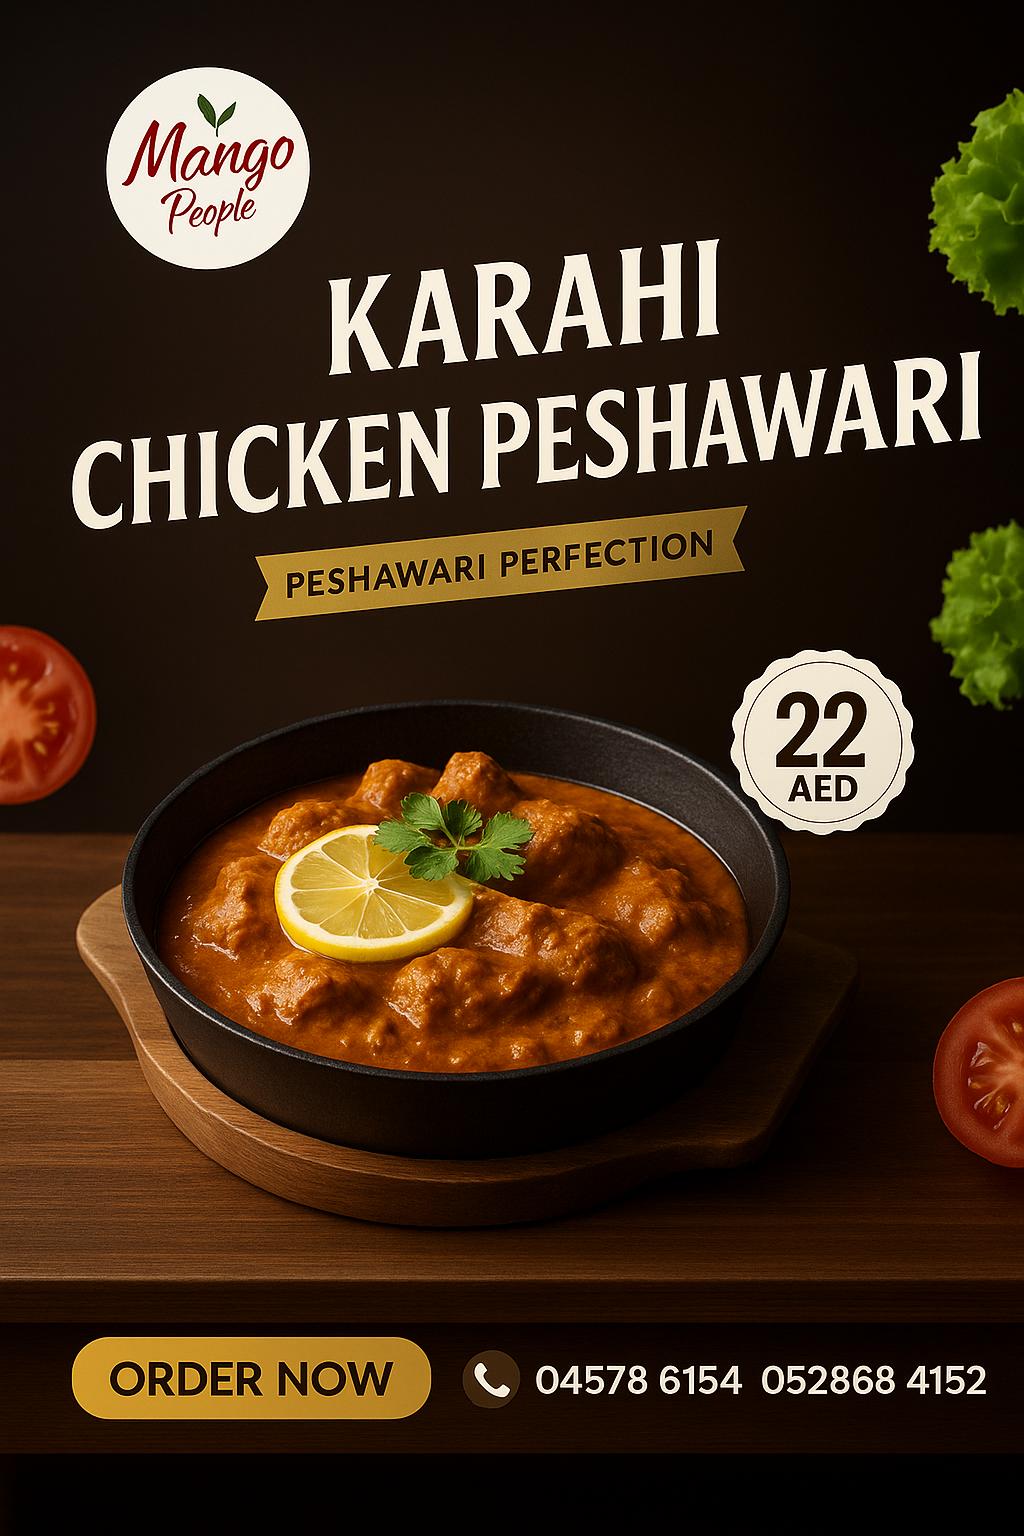 Mango
People
KARAHI
CHICKEN PESHAWARI
PESHAWARI PERFECTION
22
AED
ORDER NOW
04578 6154 052868 4152